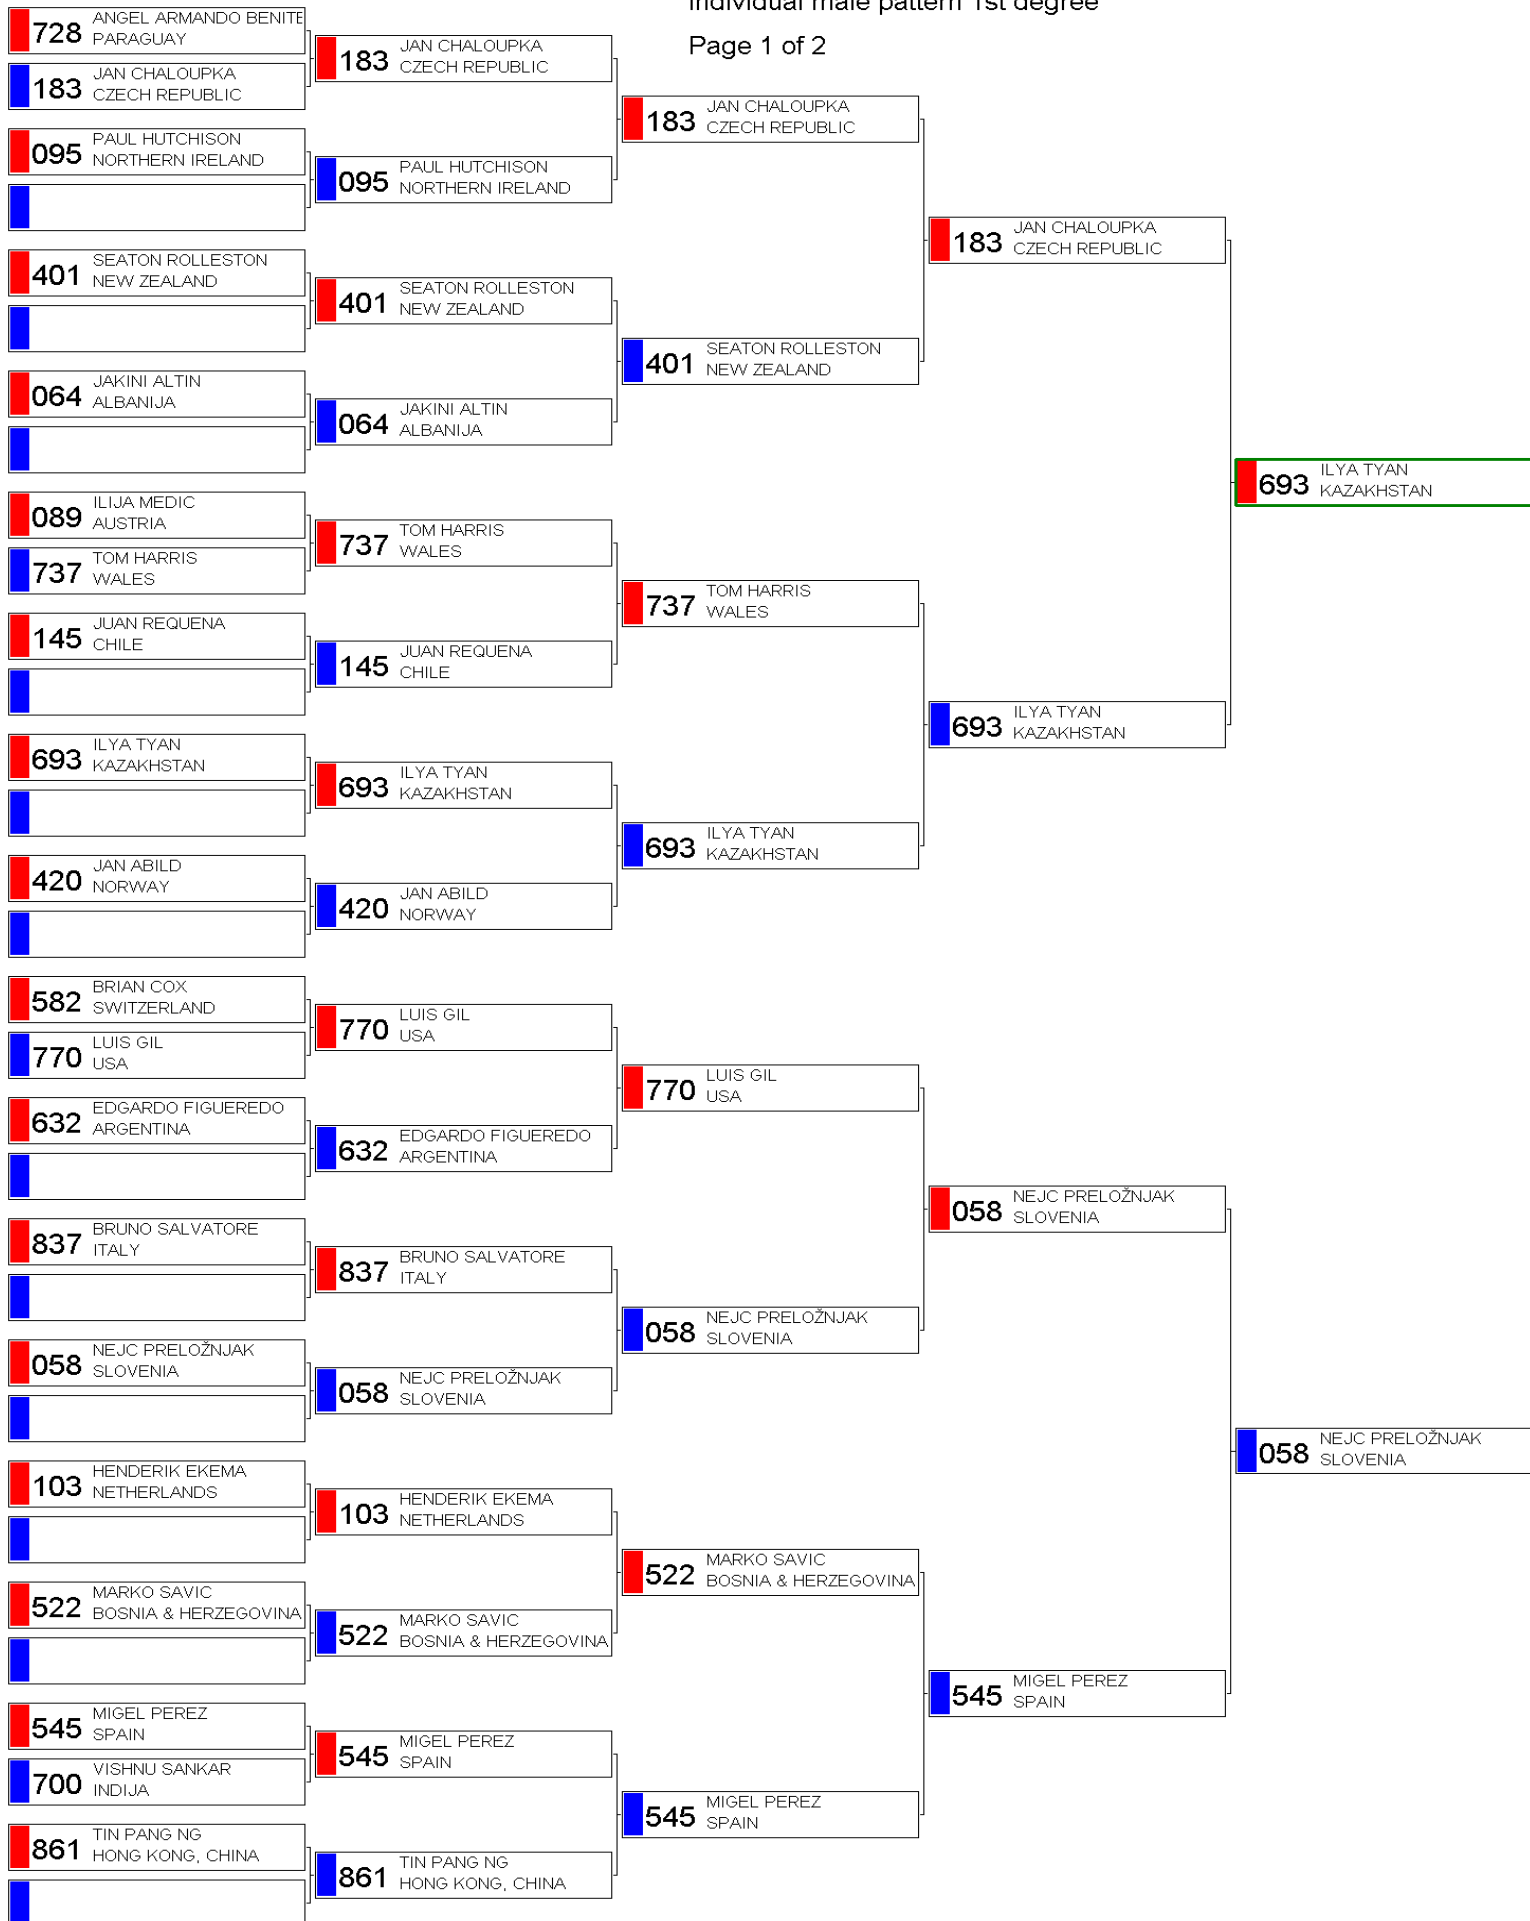 individual male pattern 1st degree
Page 1 of 2
728 ANGEL ARMANDO BENITE
PARAGUAY
183 JAN CHALOUPKA
CZECH REPUBLIC
095 PAUL HUTCHISON
NORTHERN IRELAND
401 SEATON ROLLESTON
NEW ZEALAND
064 JAKINI ALTIN
ALBANIJA
089 ILIJA MEDIC
AUSTRIA
737 TOM HARRIS
WALES
145 JUAN REQUENA
CHILE
693 ILYA TYAN
KAZAKHSTAN
420 JAN ABILD
NORWAY
582 BRIAN COX
SWITZERLAND
770 LUIS GIL
USA
632 EDGARDO FIGUEREDO
ARGENTINA
837 BRUNO SALVATORE
ITALY
058 NEJC PRELOŽNJAK
SLOVENIA
103 HENDERIK EKEMA
NETHERLANDS
522 MARKO SAVIC
BOSNIA & HERZEGOVINA
545 MIGEL PEREZ
SPAIN
700 VISHNU SANKAR
INDIJA
861 TIN PANG NG
HONG KONG, CHINA
183 JAN CHALOUPKA
CZECH REPUBLIC
095 PAUL HUTCHISON
NORTHERN IRELAND
401 SEATON ROLLESTON
NEW ZEALAND
064 JAKINI ALTIN
ALBANIJA
737 TOM HARRIS
WALES
145 JUAN REQUENA
CHILE
693 ILYA TYAN
KAZAKHSTAN
420 JAN ABILD
NORWAY
770 LUIS GIL
USA
632 EDGARDO FIGUEREDO
ARGENTINA
837 BRUNO SALVATORE
ITALY
058 NEJC PRELOŽNJAK
SLOVENIA
103 HENDERIK EKEMA
NETHERLANDS
522 MARKO SAVIC
BOSNIA & HERZEGOVINA
545 MIGEL PEREZ
SPAIN
861 TIN PANG NG
HONG KONG, CHINA
183 JAN CHALOUPKA
CZECH REPUBLIC
401 SEATON ROLLESTON
NEW ZEALAND
737 TOM HARRIS
WALES
693 ILYA TYAN
KAZAKHSTAN
770 LUIS GIL
USA
058 NEJC PRELOŽNJAK
SLOVENIA
522 MARKO SAVIC
BOSNIA & HERZEGOVINA
545 MIGEL PEREZ
SPAIN
183 JAN CHALOUPKA
CZECH REPUBLIC
693 ILYA TYAN
KAZAKHSTAN
058 NEJC PRELOŽNJAK
SLOVENIA
545 MIGEL PEREZ
SPAIN
693 ILYA TYAN
KAZAKHSTAN
058 NEJC PRELOŽNJAK
SLOVENIA